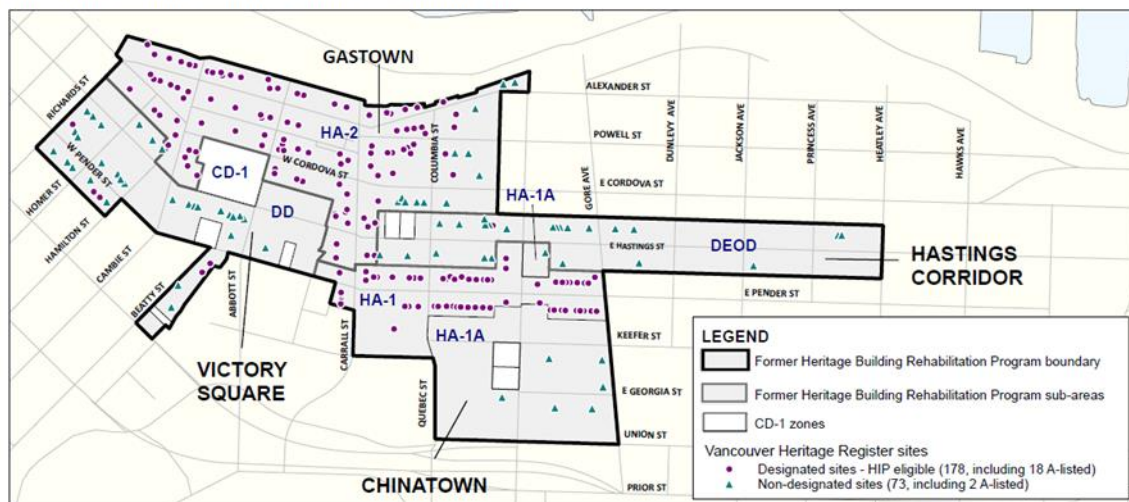 GASTOWN
RICHARDS ST
ALEXANDER ST
HA-2
POWELL ST
DUNLEVY AVE
JACKSON AVE
PRINCESS AVE
HEATLEY AVE
HAWKS AVE
COLUMBIA ST
W CORDOVA ST
W PENDER ST
CD-1
E CORDOVA ST
HA-1A
GORE AVE
HOMER ST
DD
HAMILTON ST
E HASTINGS ST
DEOD
HASTINGS
CORRIDOR
CAMBIE ST
ABBOTT ST
BEATTY ST
E PENDER ST
HA-1
CARRALL ST
HA-1A
KEEFER ST
VICTORY
SQUARE
QUEBEC ST
E GEORGIA ST
UNION ST
CHINATOWN
PRIOR ST
LEGEND
Former Heritage Building Rehabilitation Program boundary
Former Heritage Building Rehabilitation Program sub-areas
CD-1 zones
Vancouver Heritage Register sites
Designated sites - HIP eligible (178, including 18 A-listed)
Non-designated sites (73, including 2 A-listed)